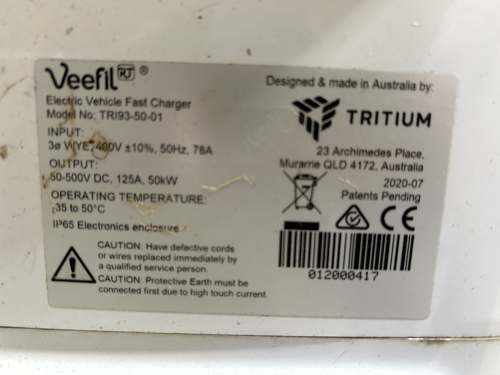 Veefil RT ®
Electric Vehicle Fast Charger
Model No: TRI93-50-01
INPUT:
3ø WYE, 400V ±10%, 50Hz, 78A
OUTPUT:
50-500V DC, 125A, 50kW
OPERATING TEMPERATURE:
-35 to 50°C
IP65 Electronics enclosure
CAUTION: Have defective cords
or wires replaced immediately by
a qualified service person.
CAUTION: Protective Earth must be
connected first due to high touch current.
Designed & made in Australia by:
TRITIUM
23 Archimedes Place,
Murarrie QLD 4172, Australia
2020-07
Patents Pending
CE
012000417